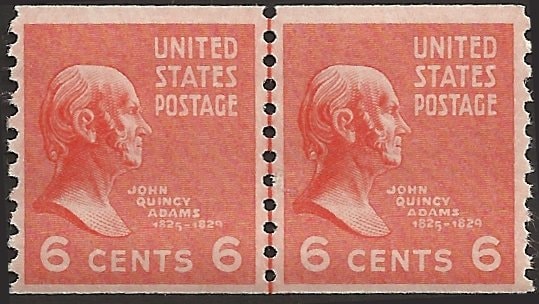 UNITED
STATES
POSTAGE
JOHN
QUINCY
ADAMS
1825-1829
6 CENTS 6
UNITED
STATES
POSTAGE
JOHN
QUINCY
ADAMS
1825-1829
6 CENTS 6